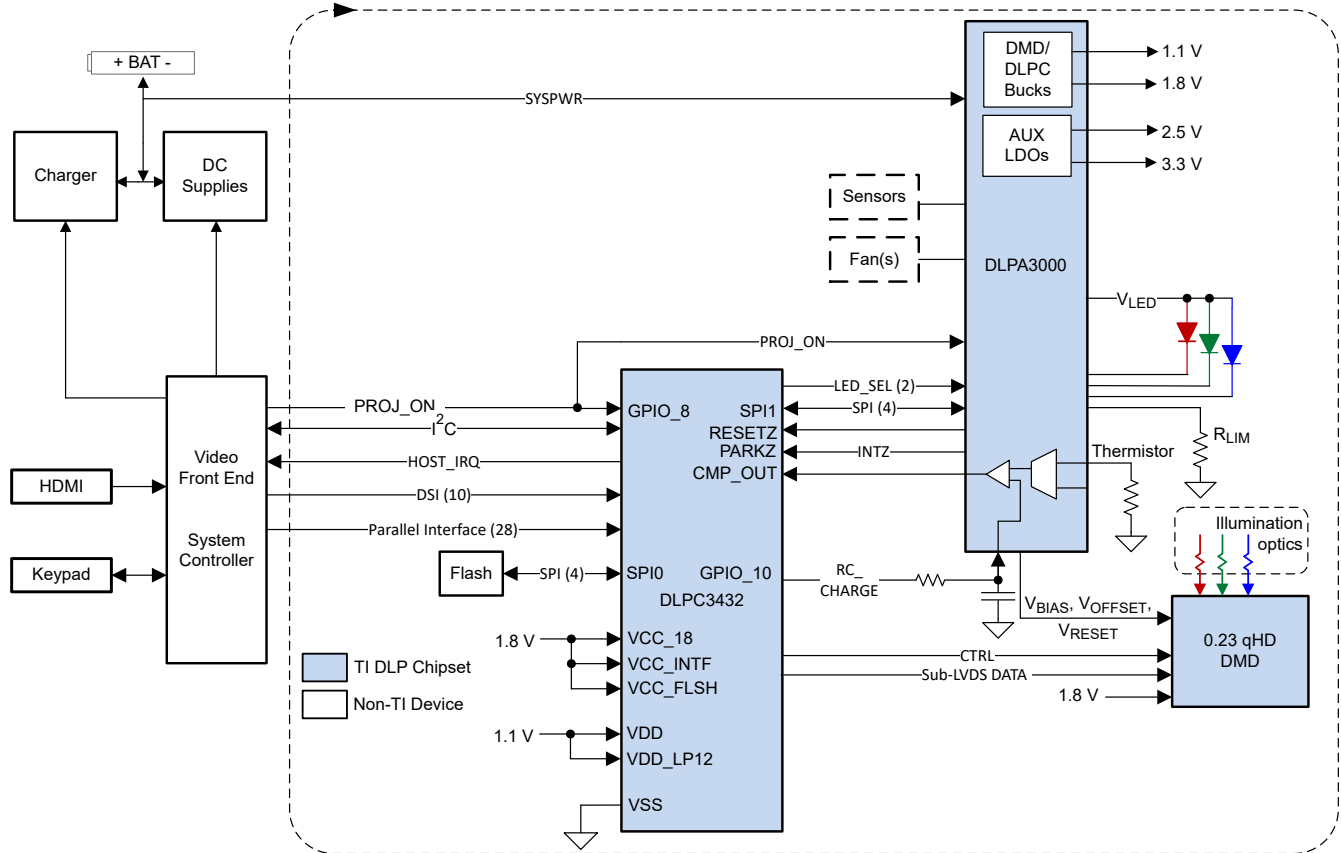 + BAT -
SYSPWR
Charger
DC
Supplies
DMD/
DLPC
Bucks
1.1 V
1.8 V
AUX
LDOs
2.5 V
3.3 V
Sensors
Fan(s)
DLPA3000
VLED
PROJ_ON
PROJ_ON
I2C
HOST_IRQ
DSI (10)
Parallel Interface (28)
Video
Front End
System
Controller
HDMI
Keypad
GPIO_8
SPI1
RESETZ
PARKZ
CMP_OUT
LED_SEL (2)
SPI (4)
INTZ
Thermistor
RLIM
Illumination
optics
Flash
SPI (4)
SPI0
GPIO_10
DLPC3432
RC_
CHARGE
VBIAS, VOFFSET,
VRESET
0.23 qHD
DMD
1.8 V
VCC_18
VCC_INTF
VCC_FLSH
CTRL
Sub-LVDS DATA
1.8 V
TI DLP Chipset
Non-TI Device
1.1 V
VDD
VDD_LP12
VSS